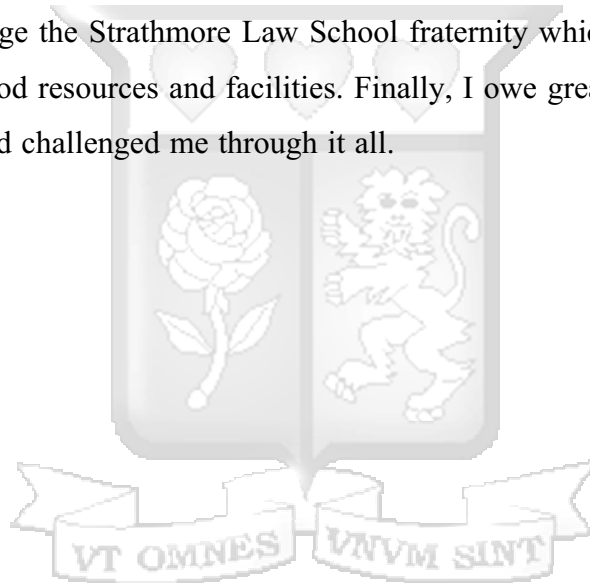 ge the Strathmore Law School fraternity whic
od resources and facilities. Finally, I owe grea
d challenged me through it all.
VT OMNES VNVM SINT